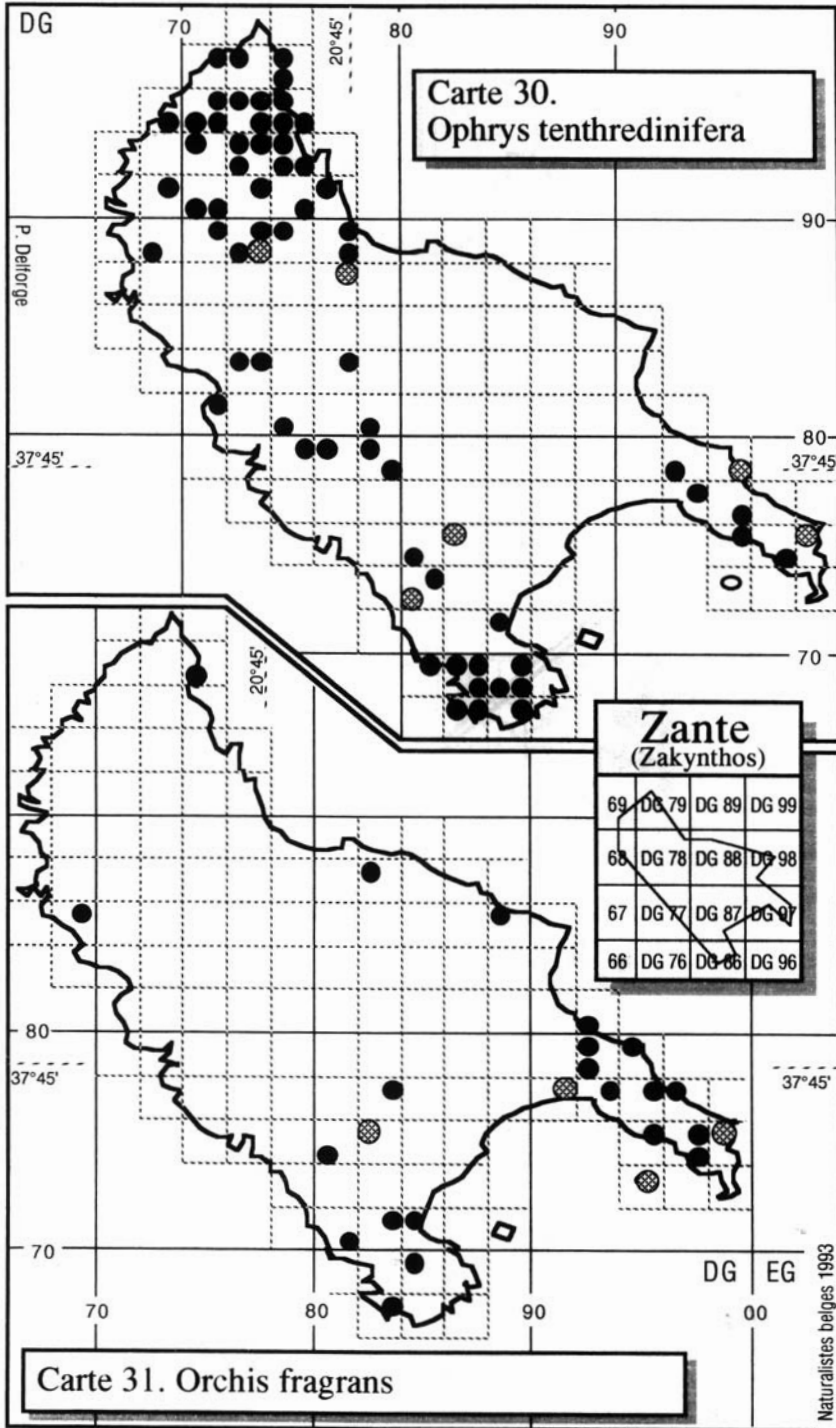 DG
70
80
90
20°45'
Carte 30.
Ophrys tenthredinifera
90
P. Delforge
80
37°45'
37°45'
70
20°45'
Zante
(Zakynthos)
69 DG 79 DG 89 DG 99
68 DG 78 DG 88 DG 98
67 DG 77 DG 87 DG 97
66 DG 76 DG 86 DG 96
80
37°45'
37°45'
70
70
DG EG
70
80
90
00
Carte 31. Orchis fragrans
Naturalistes belges 1993